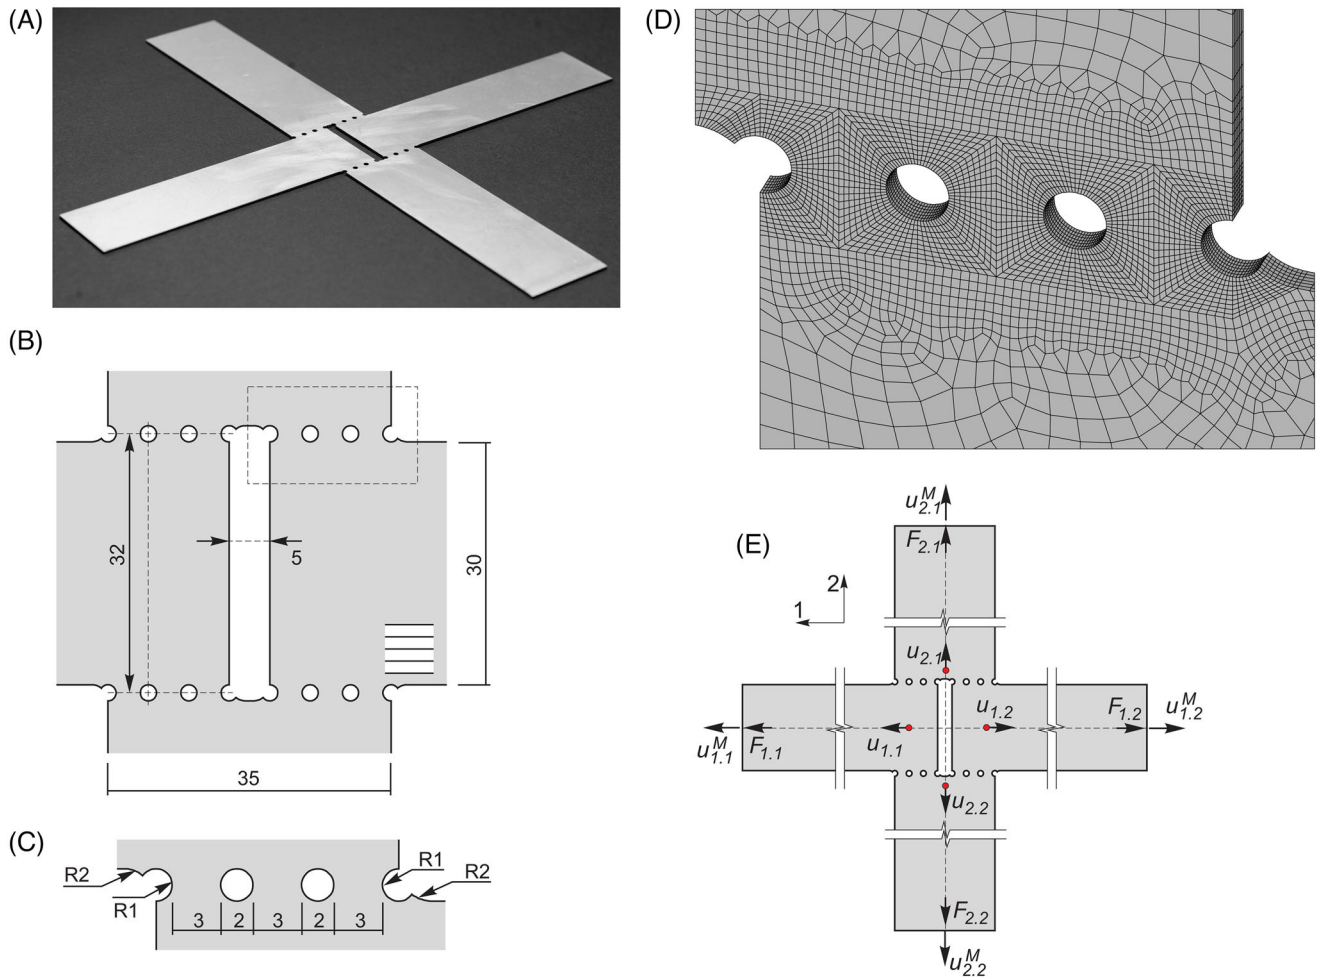 (A)
(D)
(B)
32
5
30
35
(C)
R2
R1
3
2
3
2
3
R1
R2
(E)
u^M_{2.1}
F_{2.1}
2
1
u_{2.1}
u_{1.2}
F_{1.2}
u^M_{1.2}
u^M_{1.1}
F_{1.1}
u_{1.1}
u_{2.2}
F_{2.2}
u^M_{2.2}